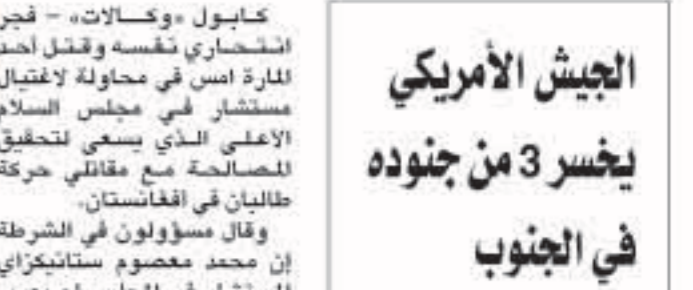 الجيش الأمريكي
يخسر 3 من جنوده
في الجنوب
كابول «وكالات» - فجر
انتحاري نفسه وقتل أحد
المارة امس في محاولة لاغتيال
مستشار في مجلس السلام
الاعلى الذي يسعى لتحقيق
المصالحة مع مقاتلي حركة
طالبان في افغانستان.
وقال مسؤولون في الشرطة
إن محمد معصوم ستانيكزاي